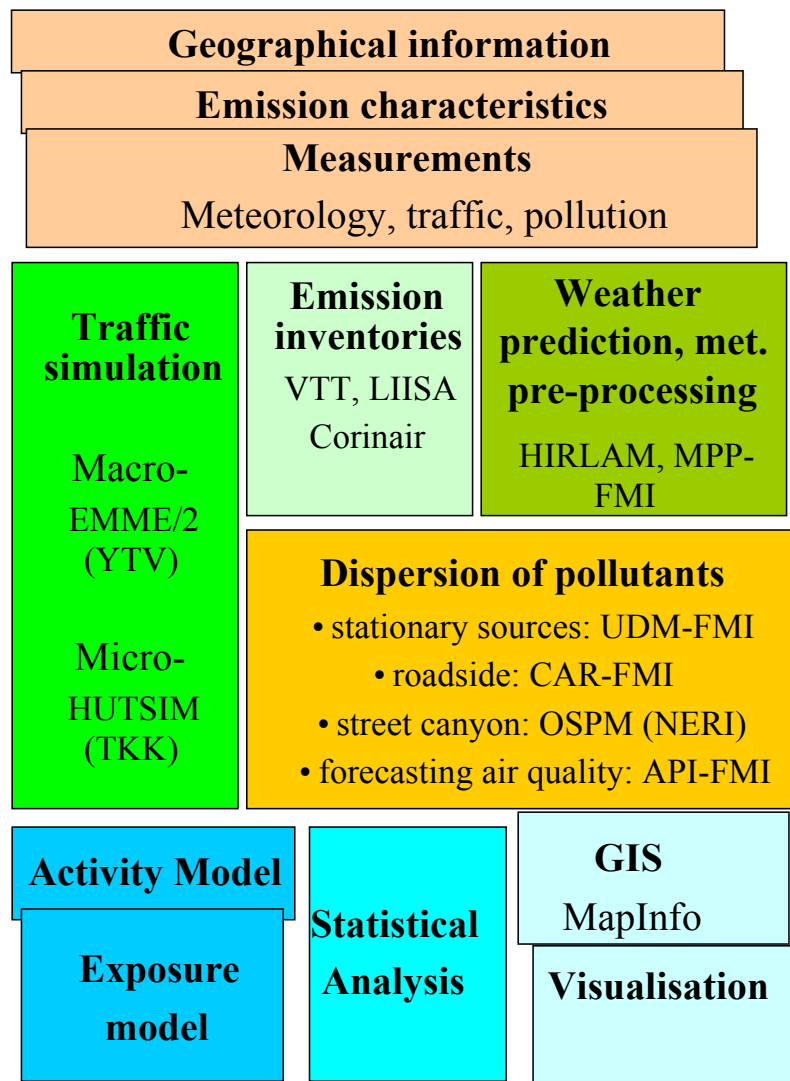 Geographical information
Emission characteristics
Measurements
Meteorology, traffic, pollution
Traffic
simulation
Macro-
EMME/2
(YTV)
Micro-
HUTSIM
(TKK)
Emission
inventories
VTT, LIISA
Corinair
Weather
prediction, met.
pre-processing
HIRLAM, MPP-
FMI
Dispersion of pollutants
• stationary sources: UDM-FMI
• roadside: CAR-FMI
• street canyon: OSPM (NERI)
• forecasting air quality: API-FMI
Activity Model
Exposure
model
Statistical
Analysis
GIS
MapInfo
Visualisation